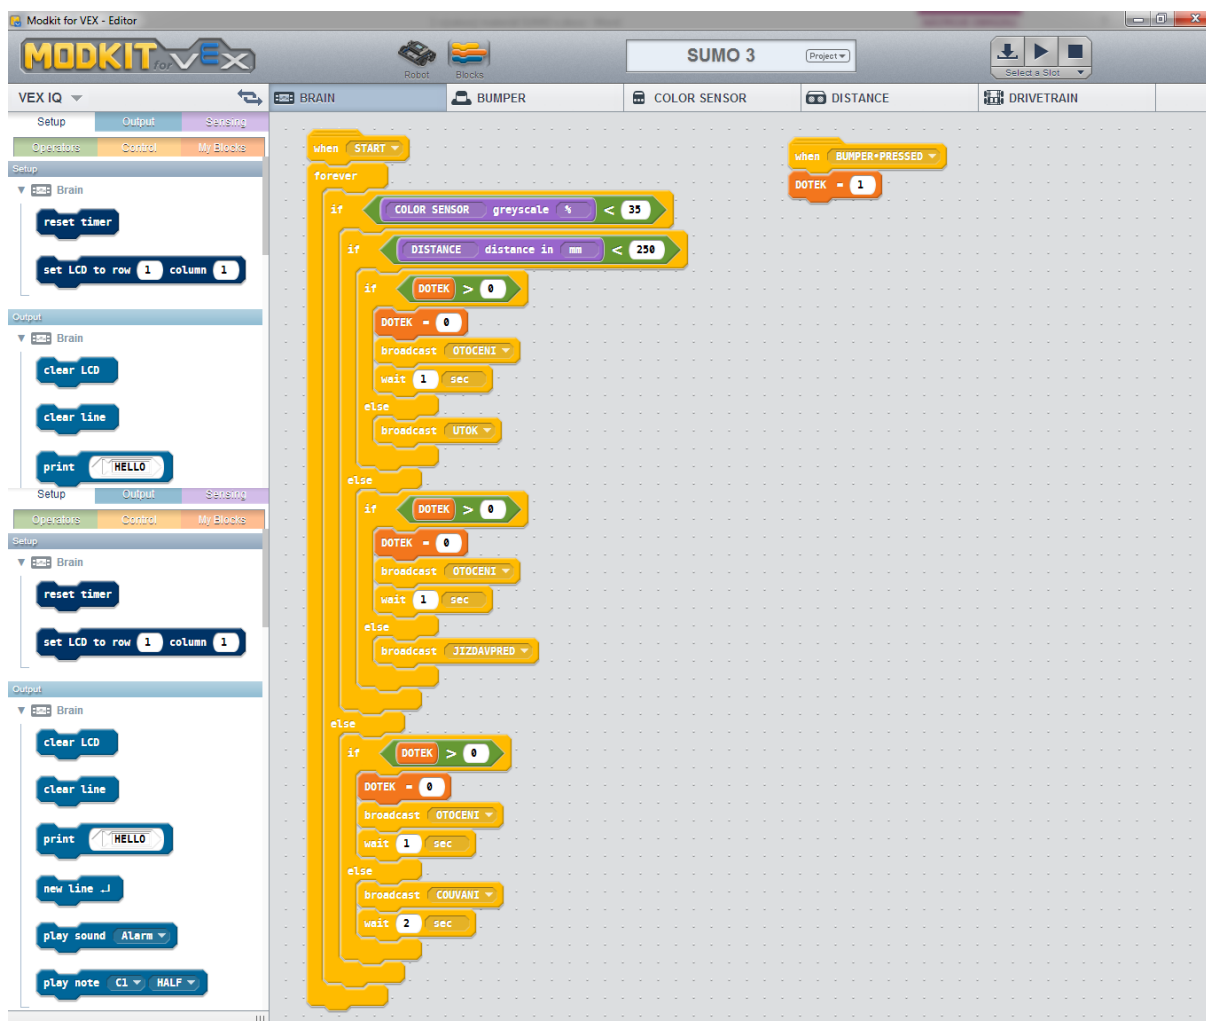 Modkit for VEX - Editor
MODKIT for VEX
Robot
Blocks
SUMO 3
Project
Select a Slot
VEX IQ
BRAIN
BUMPER
COLOR SENSOR
DISTANCE
DRIVETRAIN
Setup Output Sensing
Operators Control My Blocks
Setup
Brain
reset timer
set LCD to row 1 column 1
Output
Brain
clear LCD
clear line
print HELLO
Setup Output Sensing
Operators Control My Blocks
Setup
Brain
reset timer
set LCD to row 1 column 1
Output
Brain
clear LCD
clear line
print HELLO
new line
play sound Alarm
play note C1 HALF
when START
forever
if COLOR SENSOR greyscale % < 35
if DISTANCE distance in mm < 250
if DOTEK > 0
DOTEK = 0
broadcast OTOCENI
wait 1 sec
else
broadcast UTOK
else
if DOTEK > 0
DOTEK = 0
broadcast OTOCENI
wait 1 sec
else
broadcast JIZDAVPRED
else
if DOTEK > 0
DOTEK = 0
broadcast OTOCENI
wait 1 sec
else
broadcast COUVANI
wait 2 sec
when BUMPER•PRESSED
DOTEK = 1